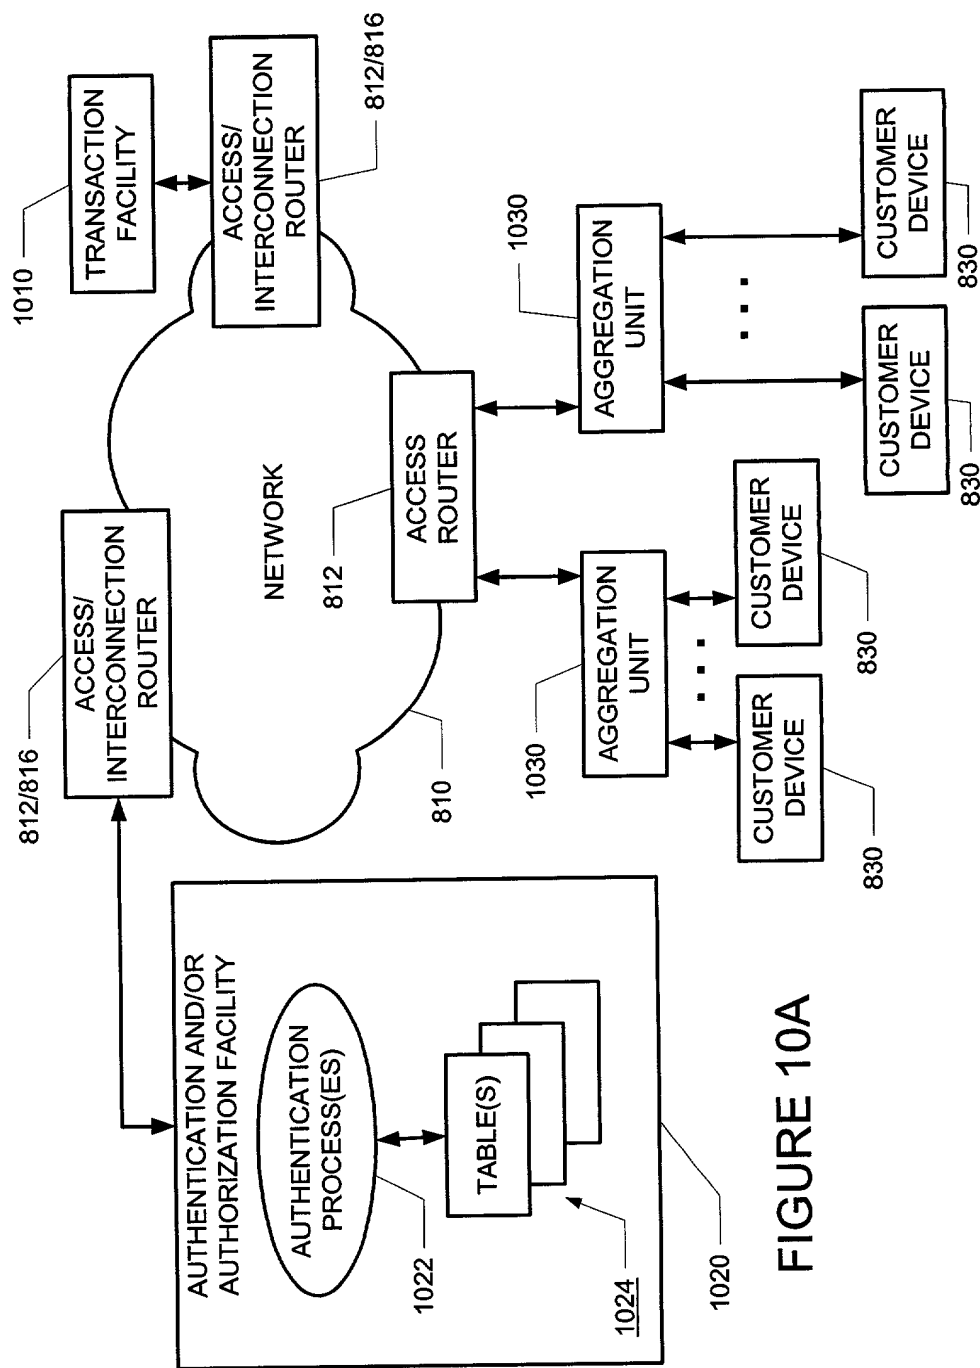 1010
TRANSACTION
FACILITY
812/816
ACCESS/
INTERCONNECTION
ROUTER
812/816
ACCESS/
INTERCONNECTION
ROUTER
NETWORK
810
812
ACCESS
ROUTER
1030
AGGREGATION
UNIT
1030
AGGREGATION
UNIT
CUSTOMER
DEVICE
830
CUSTOMER
DEVICE
830
CUSTOMER
DEVICE
830
CUSTOMER
DEVICE
830
AUTHENTICATION AND/OR
AUTHORIZATION FACILITY
AUTHENTICATION
PROCESS(ES)
1022
TABLE(S)
1024
1020
FIGURE 10A